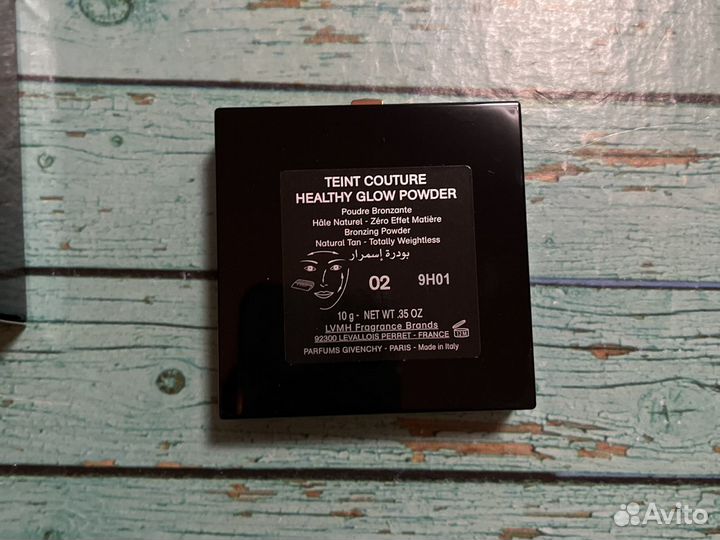 TEINT COUTURE
HEALTHY GLOW POWDER
Poudre Bronzante
Hâle Naturel - Zéro Effet Matière
Bronzing Powder
Natural Tan - Totally Weightless
بودرة إسمرار
02 9H01
10 g - NET WT .35 OZ
LVMH Fragrance Brands
92300 LEVALLOIS PERRET - FRANCE
12 M
PARFUMS GIVENCHY - PARIS - Made in Italy
Avito